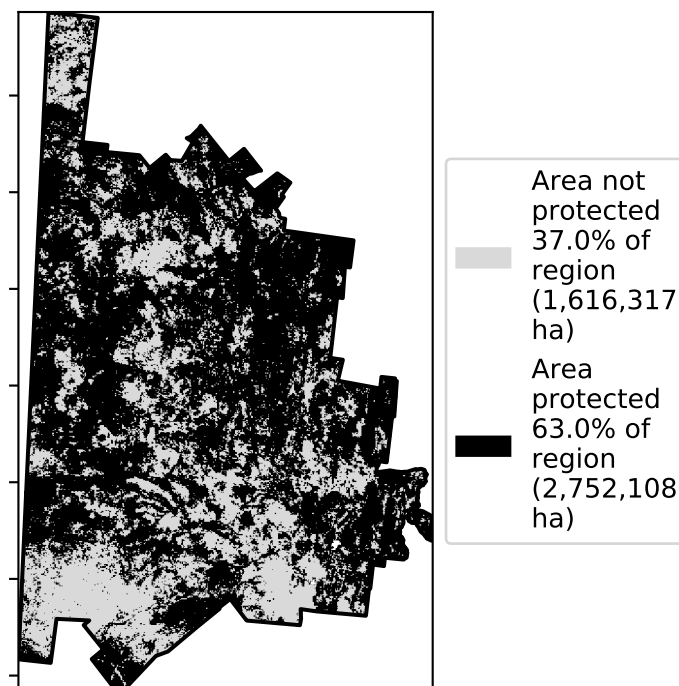 Area not
protected
37.0% of
region
(1,616,317
ha)
Area
protected
63.0% of
region
(2,752,108
ha)